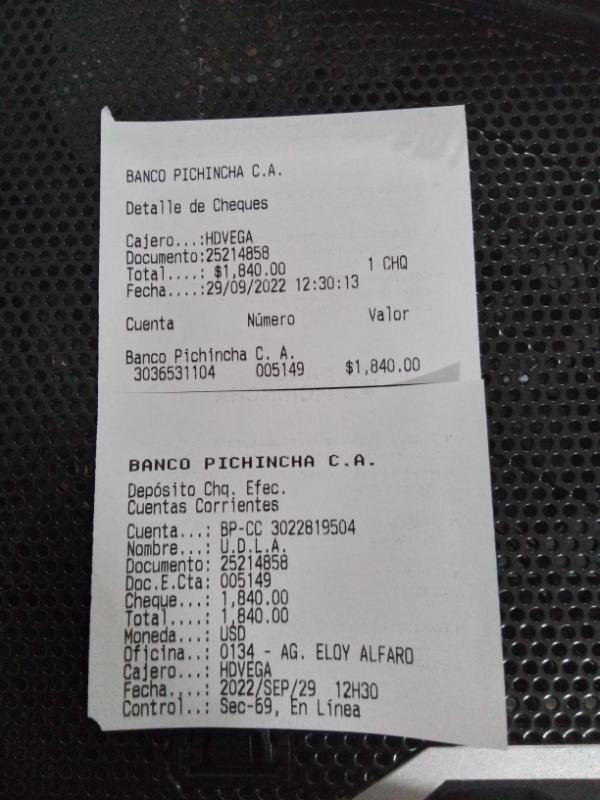 BANCO PICHINCHA C.A.
Detalle de Cheques
Cajero...:HDVEGA
Documento:25214858
Total....: $1,840.00 1 CHQ
Fecha....:29/09/2022 12:30:13
Cuenta Número Valor
Banco Pichincha C. A.
3036531104 005149 $1,840.00
BANCO PICHINCHA C.A.
Depósito Chq. Efec.
Cuentas Corrientes
Cuenta...: BP-CC 3022819504
Nombre...: U.D.L.A.
Documento: 25214858
Doc.E.Cta: 005149
Cheque...: 1,840.00
Total....: 1,840.00
Moneda...: USD
Oficina..: 0134 - AG. ELOY ALFARO
Cajero...: HDVEGA
Fecha....: 2022/SEP/29 12H30
Control..: Sec-69, En Línea